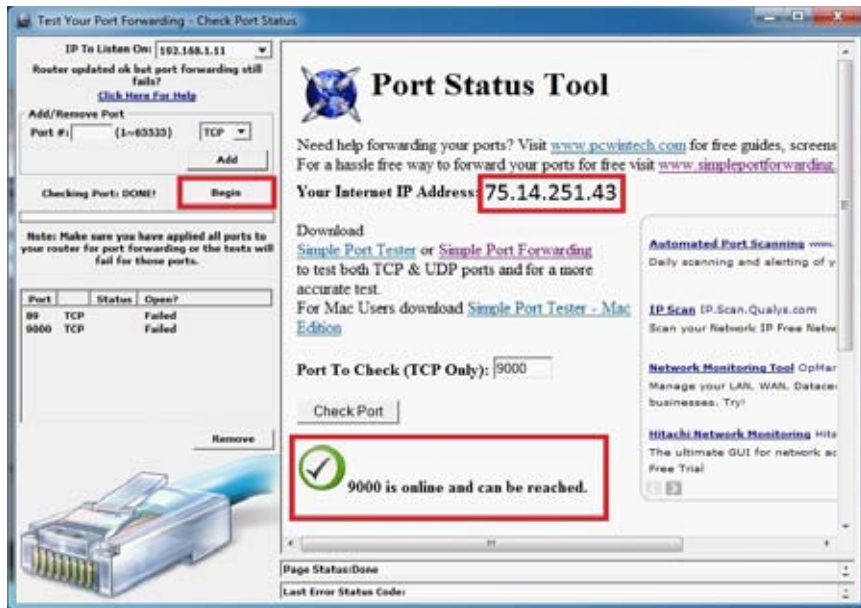 Test Your Port Forwarding - Check Port Status
IP To Listen On: 192.168.1.11
Router updated ok but port forwarding still
fails?
Click Here For Help
Add/Remove Port
Port #: (1~65535) TCP
Add
Checking Port: DONE! Begin
Note: Make sure you have applied all ports to
your router for port forwarding or the tests will
fail for those ports.
Port Status Open?
89 TCP Failed
9000 TCP Failed
Remove
Port Status Tool
Need help forwarding your ports? Visit www.pcwintech.com for free guides, screens
For a hassle free way to forward your ports for free visit www.simpleportforwarding.
Your Internet IP Address: 75.14.251.43
Download
Simple Port Tester or Simple Port Forwarding
to test both TCP & UDP ports and for a more
accurate test.
For Mac Users download Simple Port Tester - Mac
Edition
Port To Check (TCP Only): 9000
Check Port
9000 is online and can be reached.
Automated Port Scanning www.
Daily scanning and alerting of y
IP Scan IP.Scan.Qualys.com
Scan your Network IP Free Netw
Network Monitoring Tool OpMar
Manage your LAN, WAN, Datace
businesses. Try!
Hitachi Network Monitoring Hita
The ultimate GUI for network ac
Free Trial
Page Status:Done
Last Error Status Code: